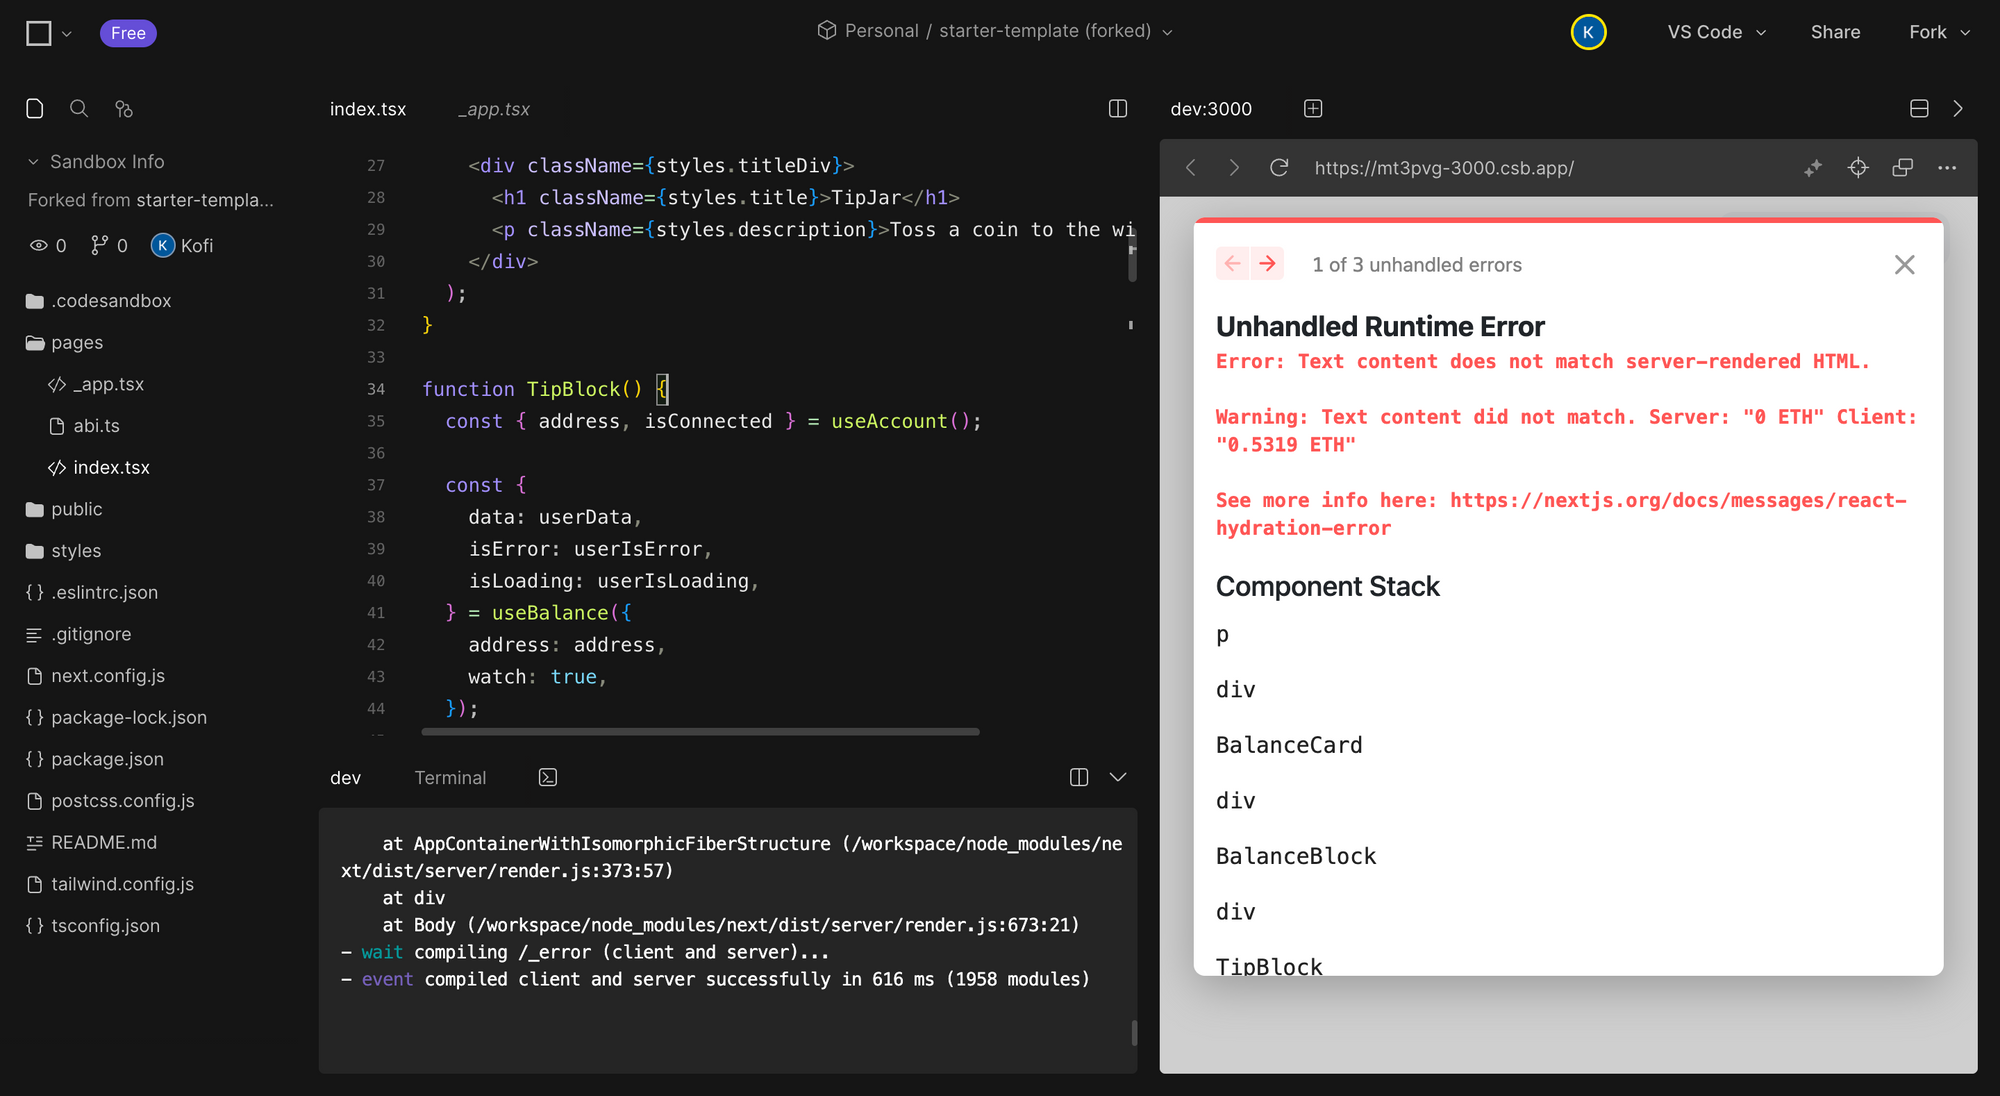 Free
Personal / starter-template (forked)
K
VS Code
Share
Fork
Sandbox Info
Forked from starter-templa...
0
0
K
Kofi
.codesandbox
pages
_app.tsx
abi.ts
index.tsx
public
styles
{} .eslintrc.json
.gitignore
next.config.js
{} package-lock.json
{} package.json
postcss.config.js
README.md
tailwind.config.js
{} tsconfig.json
index.tsx
_app.tsx
27 <div className={styles.titleDiv}>
28 <h1 className={styles.title}>TipJar</h1>
29 <p className={styles.description}>Toss a coin to the wi
30 </div>
31 );
32 }
33
34 function TipBlock() {
35 const { address, isConnected } = useAccount();
36
37 const {
38 data: userData,
39 isError: userIsError,
40 isLoading: userIsLoading,
41 } = useBalance({
42 address: address,
43 watch: true,
44 });
dev
Terminal
at AppContainerWithIsomorphicFiberStructure (/workspace/node_modules/ne
xt/dist/server/render.js:373:57)
at div
at Body (/workspace/node_modules/next/dist/server/render.js:673:21)
- wait compiling /_error (client and server)...
- event compiled client and server successfully in 616 ms (1958 modules)
dev:3000
https://mt3pvg-3000.csb.app/
1 of 3 unhandled errors
Unhandled Runtime Error
Error: Text content does not match server-rendered HTML.
Warning: Text content did not match. Server: "0 ETH" Client:
"0.5319 ETH"
See more info here: https://nextjs.org/docs/messages/react-
hydration-error
Component Stack
p
div
BalanceCard
div
BalanceBlock
div
TipBlock